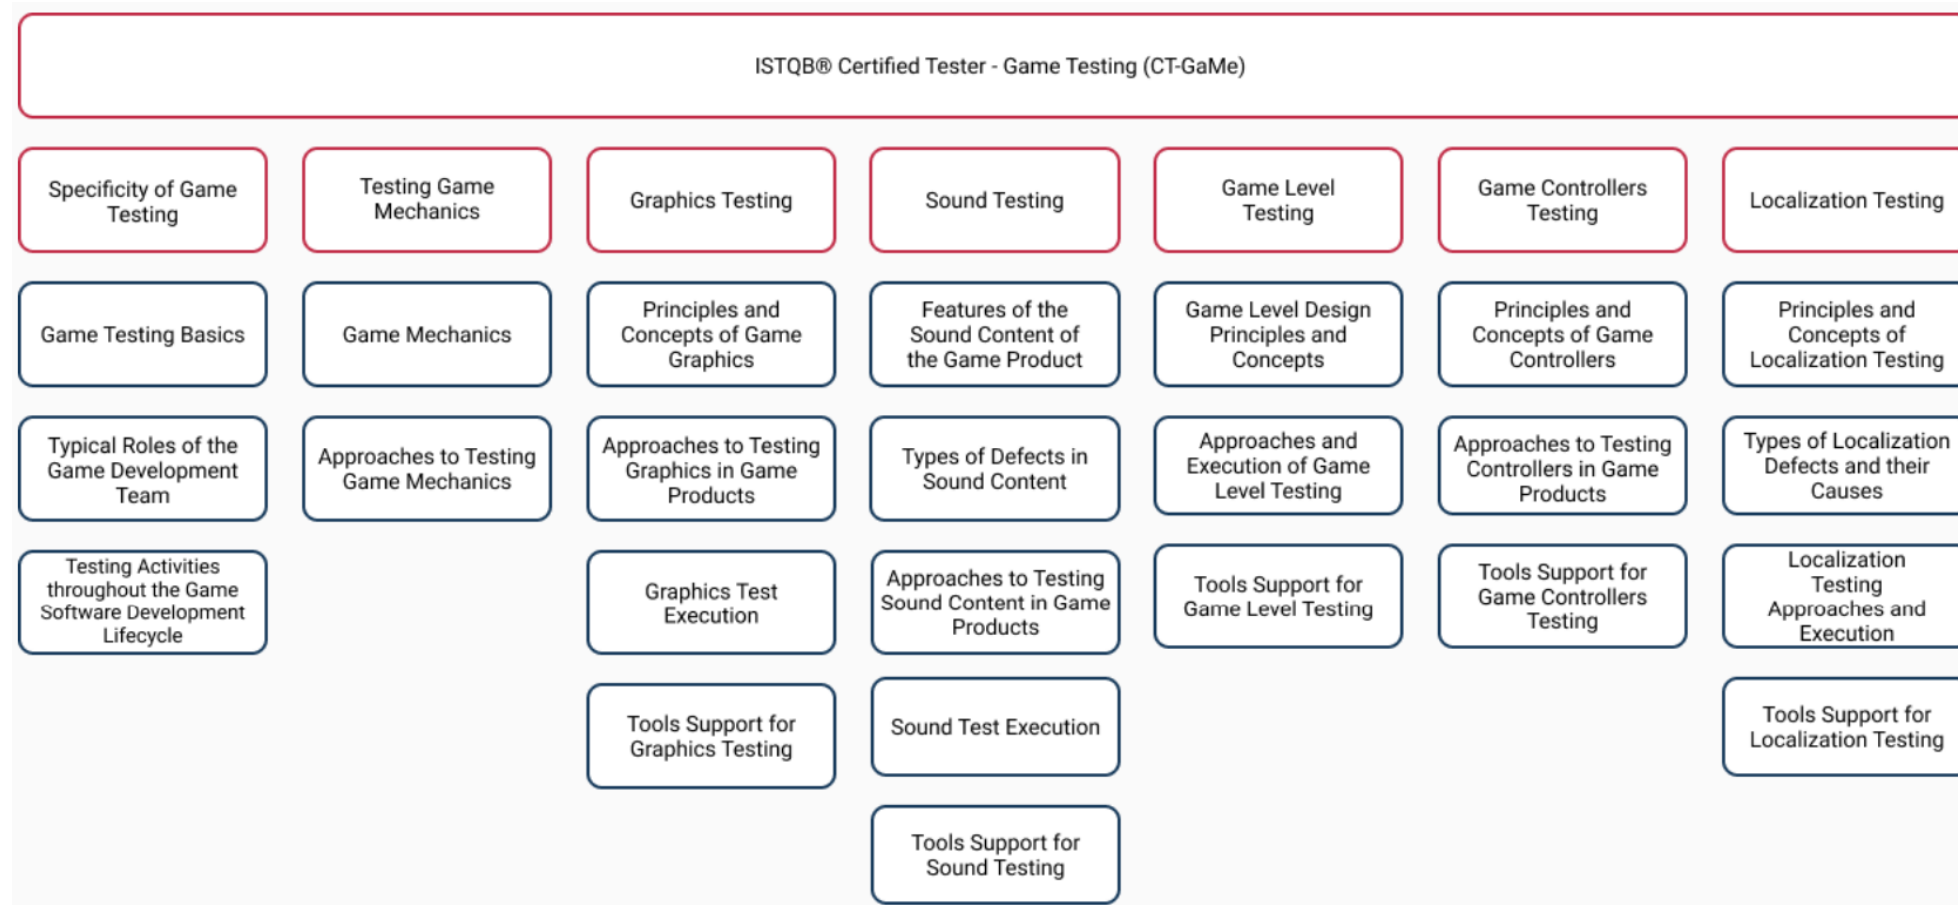 ISTQB® Certified Tester - Game Testing (CT-GaMe)
Specificity of Game
Testing
Testing Game
Mechanics
Graphics Testing
Sound Testing
Game Level
Testing
Game Controllers
Testing
Localization Testing
Game Testing Basics
Game Mechanics
Principles and
Concepts of Game
Graphics
Features of the
Sound Content of
the Game Product
Game Level Design
Principles and
Concepts
Principles and
Concepts of Game
Controllers
Principles and
Concepts of
Localization Testing
Typical Roles of the
Game Development
Team
Approaches to Testing
Game Mechanics
Approaches to Testing
Graphics in Game
Products
Types of Defects in
Sound Content
Approaches and
Execution of Game
Level Testing
Approaches to Testing
Controllers in Game
Products
Types of Localization
Defects and their
Causes
Testing Activities
throughout the Game
Software Development
Lifecycle
Graphics Test
Execution
Approaches to Testing
Sound Content in Game
Products
Tools Support for
Game Level Testing
Tools Support for
Game Controllers
Testing
Localization
Testing
Approaches and
Execution
Tools Support for
Graphics Testing
Sound Test Execution
Tools Support for
Localization Testing
Tools Support for
Sound Testing